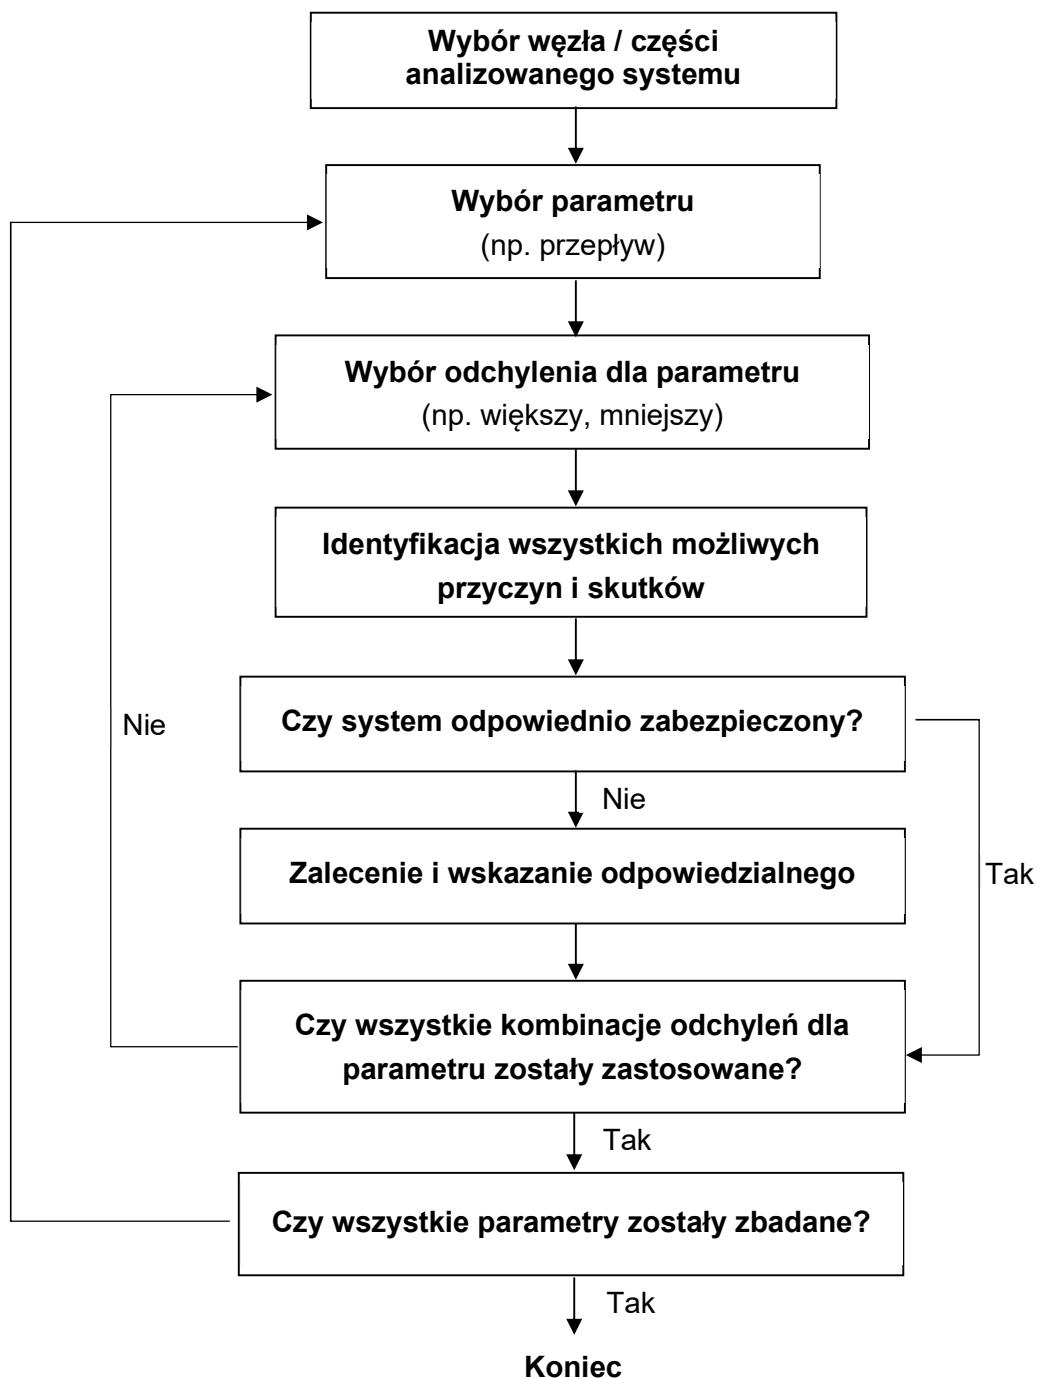 Wybór węzła / części
analizowanego systemu
Wybór parametru
(np. przepływ)
Wybór odchylenia dla parametru
(np. większy, mniejszy)
Identyfikacja wszystkich możliwych
przyczyn i skutków
Nie
Czy system odpowiednio zabezpieczony?
Nie
Zalecenie i wskazanie odpowiedzialnego
Tak
Czy wszystkie kombinacje odchyleń dla
parametru zostały zastosowane?
Tak
Czy wszystkie parametry zostały zbadane?
Tak
Koniec